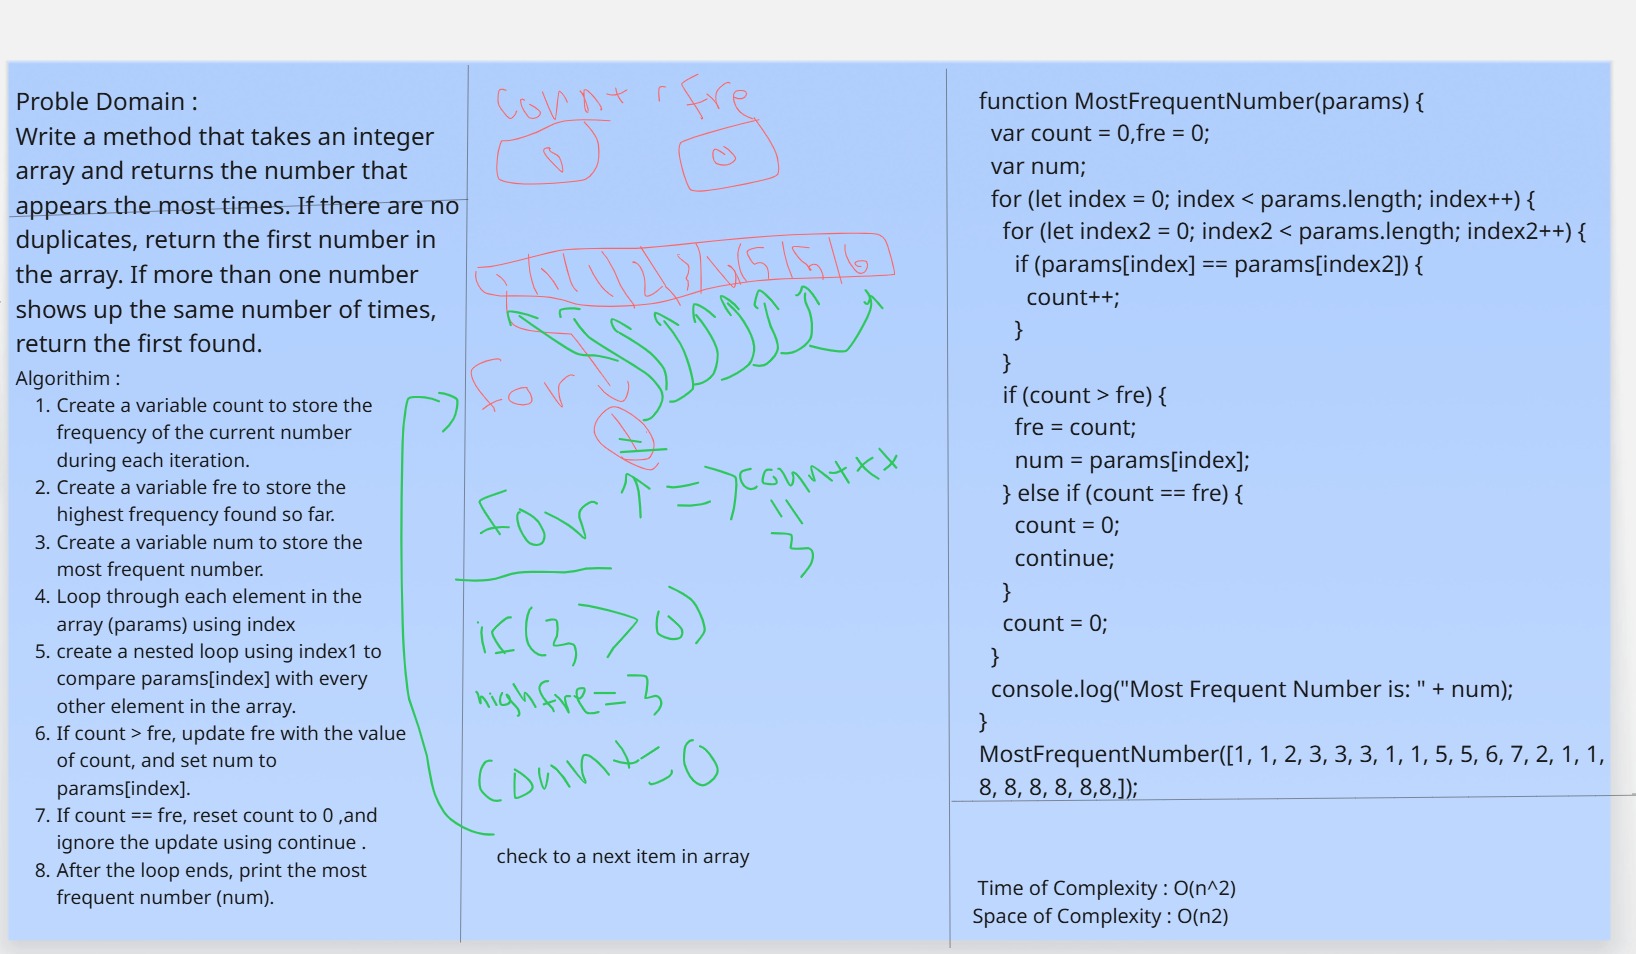 Proble Domain :
Write a method that takes an integer
array and returns the number that
appears the most times. If there are no
duplicates, return the first number in
the array. If more than one number
shows up the same number of times,
return the first found.
Algorithim :
1. Create a variable count to store the
frequency of the current number
during each iteration.
2. Create a variable fre to store the
highest frequency found so far.
3. Create a variable num to store the
most frequent number.
4. Loop through each element in the
array (params) using index
5. create a nested loop using index1 to
compare params[index] with every
other element in the array.
6. If count > fre, update fre with the value
of count, and set num to
params[index].
7. If count == fre, reset count to 0 ,and
ignore the update using continue .
8. After the loop ends, print the most
frequent number (num).
count , fre
0 0
for
for => count++
= 3
if(3 > 0)
highfre=3
count=0
check to a next item in array
function MostFrequentNumber(params) {
var count = 0,fre = 0;
var num;
for (let index = 0; index < params.length; index++) {
for (let index2 = 0; index2 < params.length; index2++) {
if (params[index] == params[index2]) {
count++;
}
}
if (count > fre) {
fre = count;
num = params[index];
} else if (count == fre) {
count = 0;
continue;
}
count = 0;
}
console.log("Most Frequent Number is: " + num);
}
MostFrequentNumber([1, 1, 2, 3, 3, 3, 1, 1, 5, 5, 6, 7, 2, 1, 1,
8, 8, 8, 8, 8,8,]);
Time of Complexity : O(n^2)
Space of Complexity : O(n2)